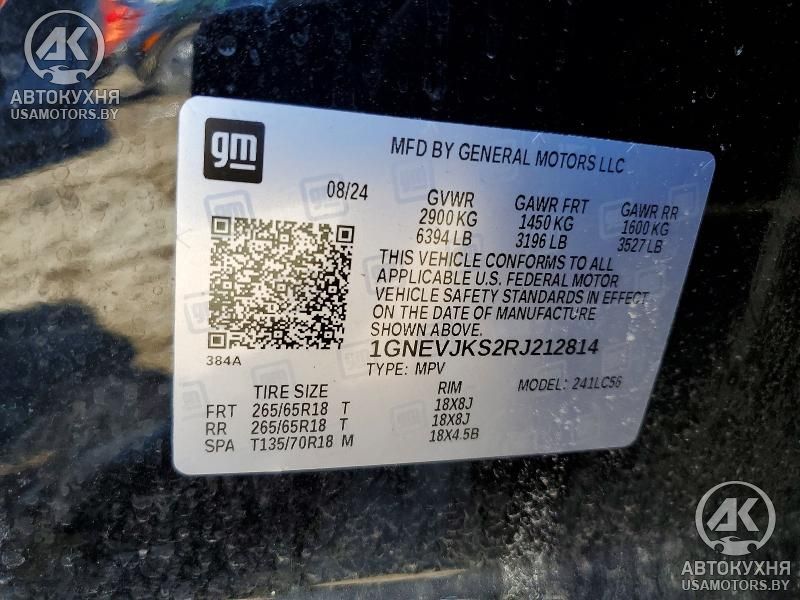 AK
АВТОКУХНЯ
USAMOTORS.BY
gm
MFD BY GENERAL MOTORS LLC
08/24 GVWR GAWR FRT GAWR RR
2900 KG 1450 KG 1600 KG
6394 LB 3196 LB 3527 LB
THIS VEHICLE CONFORMS TO ALL
APPLICABLE U.S. FEDERAL MOTOR
VEHICLE SAFETY STANDARDS IN EFFECT
ON THE DATE OF MANUFACTURE
SHOWN ABOVE.
384A
1GNEVJKS2RJ212814
TYPE: MPV MODEL: 241LC56
TIRE SIZE RIM
FRT 265/65R18 T 18X8J
RR 265/65R18 T 18X8J
SPA T135/70R18 M 18X4.5B
AK
АВТОКУХНЯ
USAMOTORS.BY